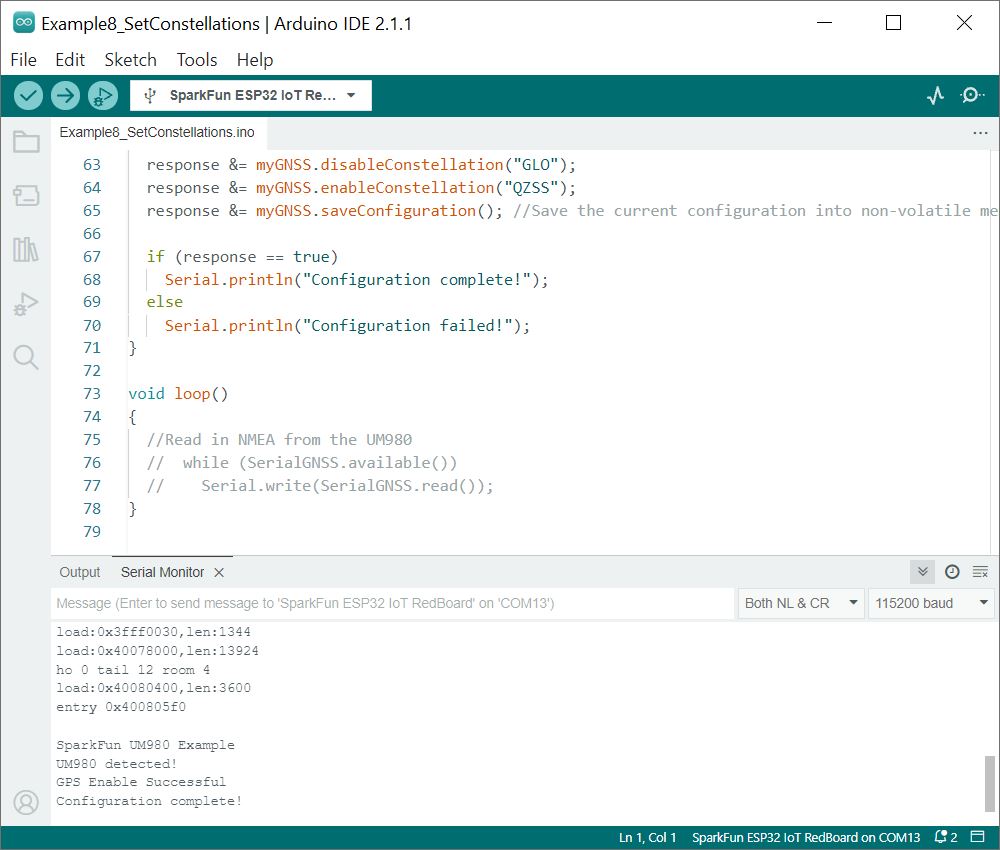 Example8_SetConstellations | Arduino IDE 2.1.1
File Edit Sketch Tools Help
SparkFun ESP32 IoT Re...
Example8_SetConstellations.ino
63 response &= myGNSS.disableConstellation("GLO");
64 response &= myGNSS.enableConstellation("QZSS");
65 response &= myGNSS.saveConfiguration(); //Save the current configuration into non-volatile me
66
67 if (response == true)
68 Serial.println("Configuration complete!");
69 else
70 Serial.println("Configuration failed!");
71 }
72
73 void loop()
74 {
75 //Read in NMEA from the UM980
76 // while (SerialGNSS.available())
77 // Serial.write(SerialGNSS.read());
78 }
79
Output Serial Monitor
Message (Enter to send message to 'SparkFun ESP32 IoT RedBoard' on 'COM13') Both NL & CR 115200 baud
load:0x3fff0030,len:1344
load:0x40078000,len:13924
ho 0 tail 12 room 4
load:0x40080400,len:3600
entry 0x400805f0
SparkFun UM980 Example
UM980 detected!
GPS Enable Successful
Configuration complete!
Ln 1, Col 1 SparkFun ESP32 IoT RedBoard on COM13 2